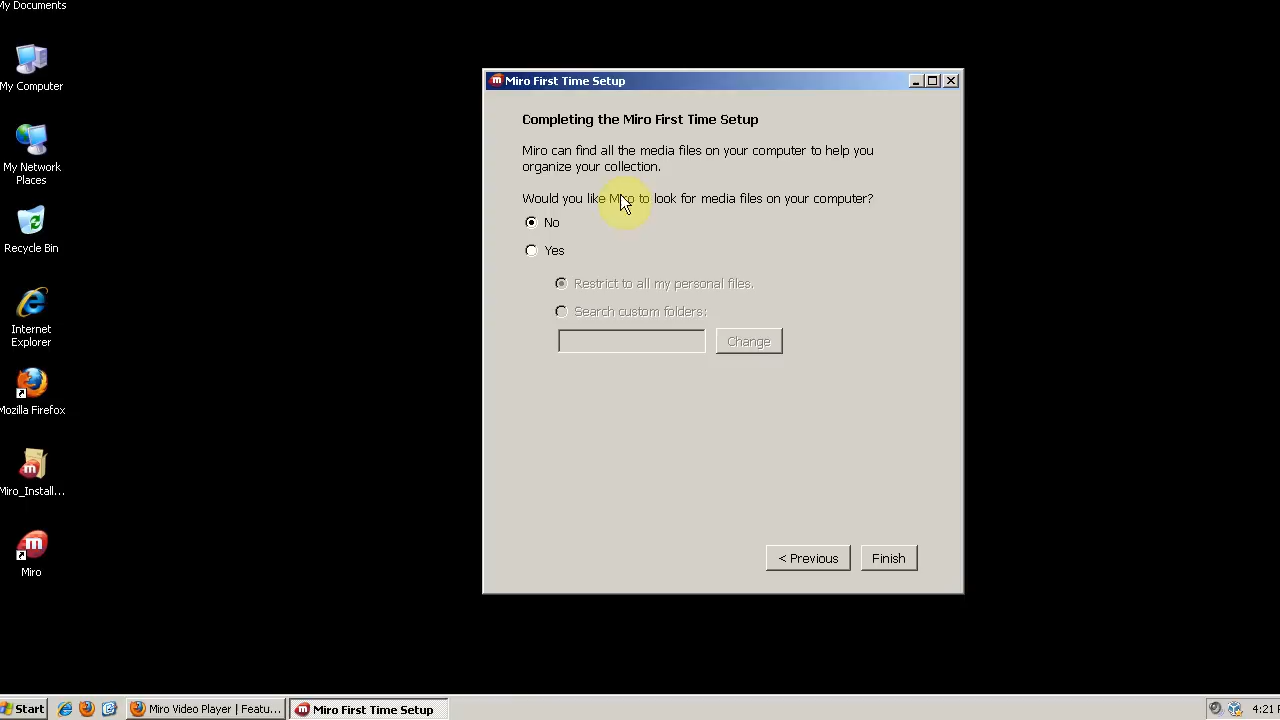 My Documents
My Computer
My Network
Places
Recycle Bin
Internet
Explorer
Mozilla Firefox
Miro_Install...
Miro
Miro First Time Setup
Completing the Miro First Time Setup
Miro can find all the media files on your computer to help you
organize your collection.
Would you like Miro to look for media files on your computer?
No
Yes
Restrict to all my personal files.
Search custom folders:
Change
< Previous
Finish
Start
Miro Video Player | Featu...
Miro First Time Setup
4:21